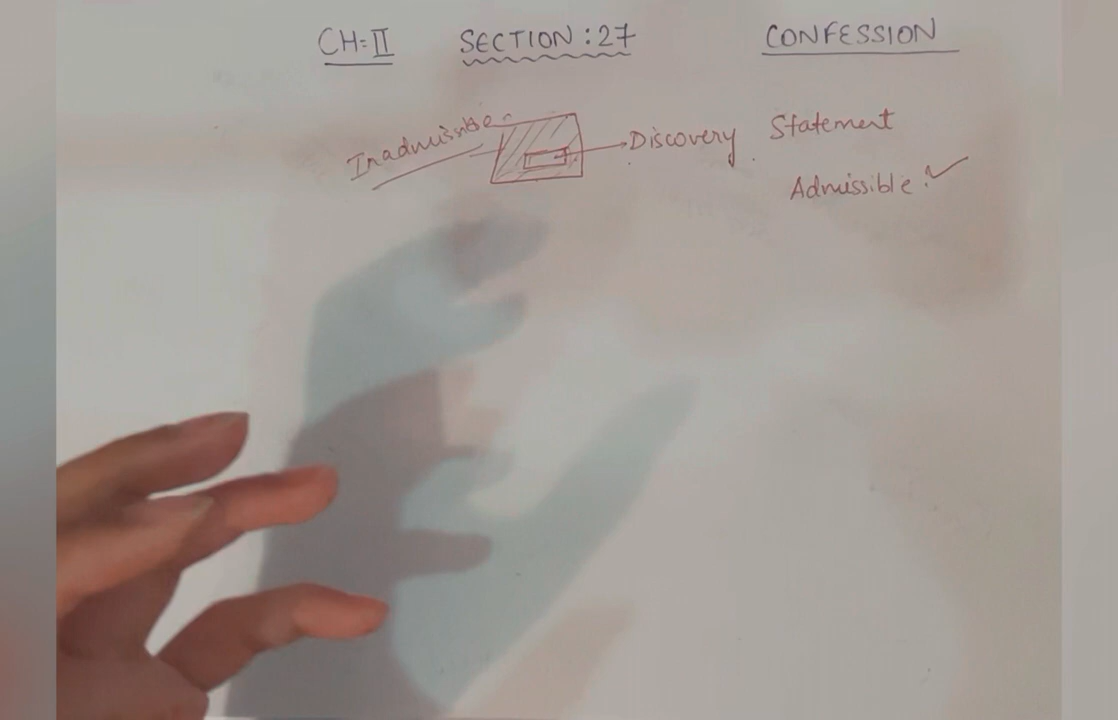 CH=II SECTION:27 CONFESSION
Inadmissible Discovery Statement
Admissible